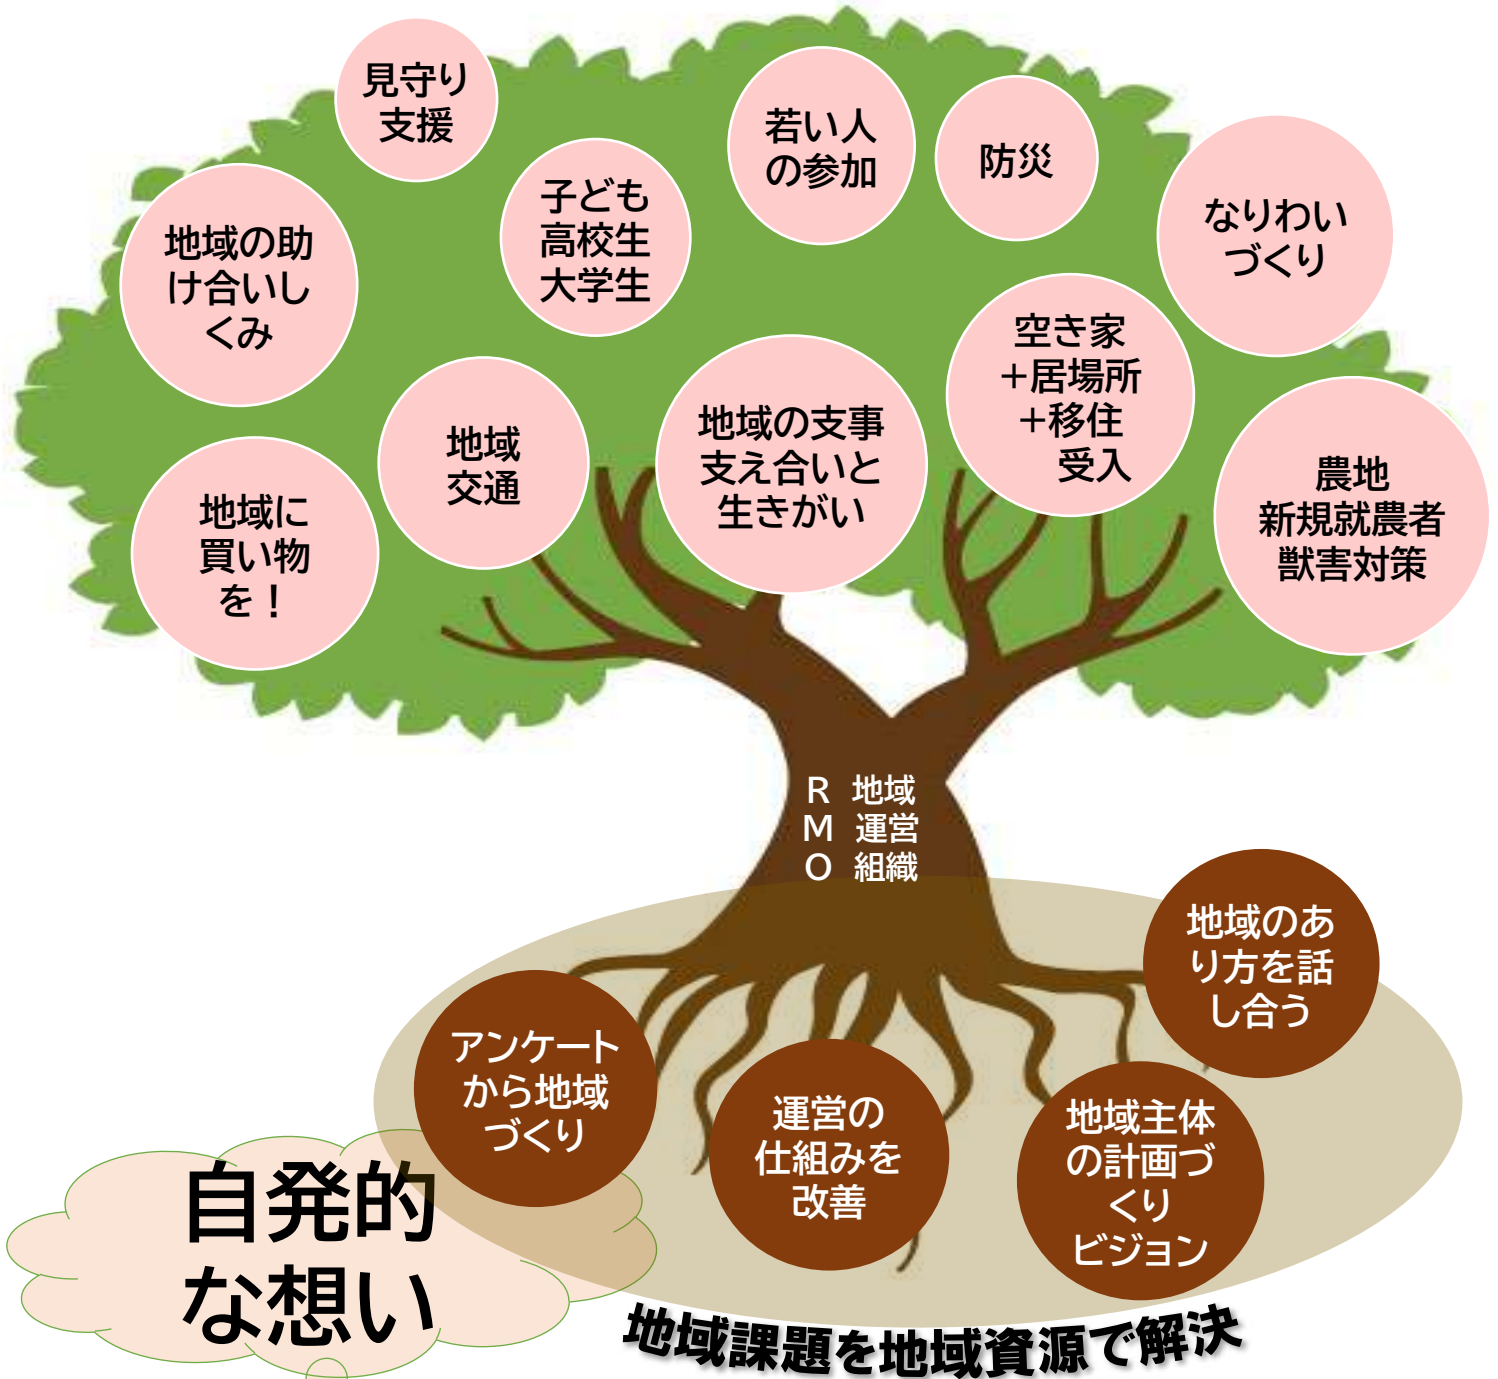 見守り
支援
若い人
の参加
防災
子ども
高校生
大学生
なりわい
づくり
地域の助
け合いし
くみ
空き家
＋居場所
＋移住
受入
地域
交通
地域の支事
支え合いと
生きがい
農地
新規就農者
獣害対策
地域に
買い物
を！
R 地域
M 運営
O 組織
地域のあ
り方を話
し合う
アンケート
から地域
づくり
運営の
仕組みを
改善
地域主体
の計画づ
くり
ビジョン
自発的
な想い
地域課題を地域資源で解決